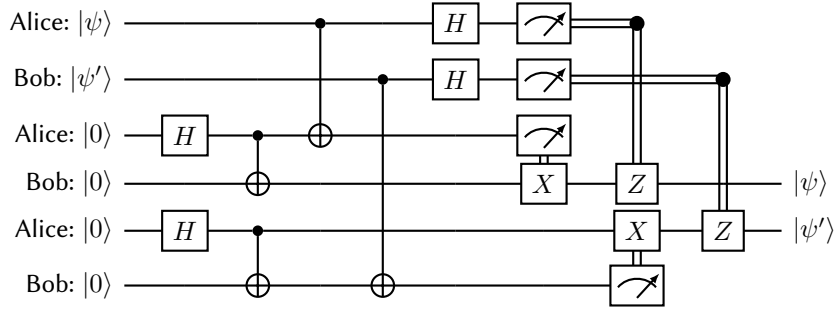 Alice: |ψ⟩ H
Bob: |ψ′⟩ H
Alice: |0⟩ H
Bob: |0⟩ X Z |ψ⟩
Alice: |0⟩ H X Z |ψ′⟩
Bob: |0⟩